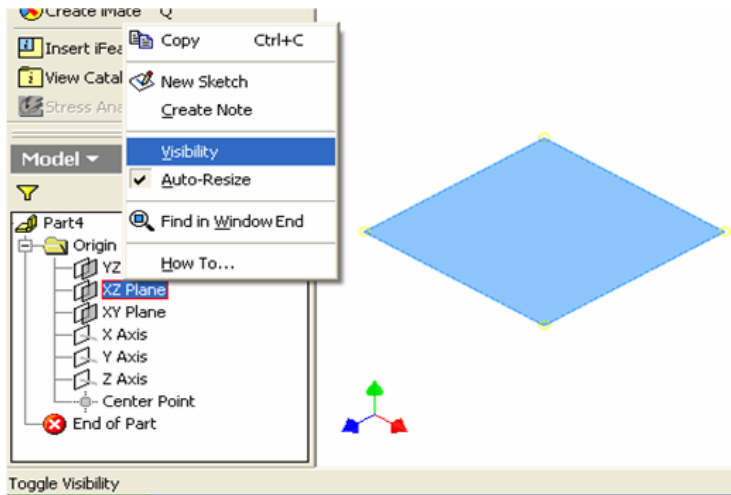 Create iMate Q
Insert iFea
View Catal
Stress Ana
Copy Ctrl+C
New Sketch
Create Note
Visibility
Auto-Resize
Find in Window End
How To...
Model
Part4
Origin
YZ
XZ Plane
XY Plane
X Axis
Y Axis
Z Axis
Center Point
End of Part
Toggle Visibility